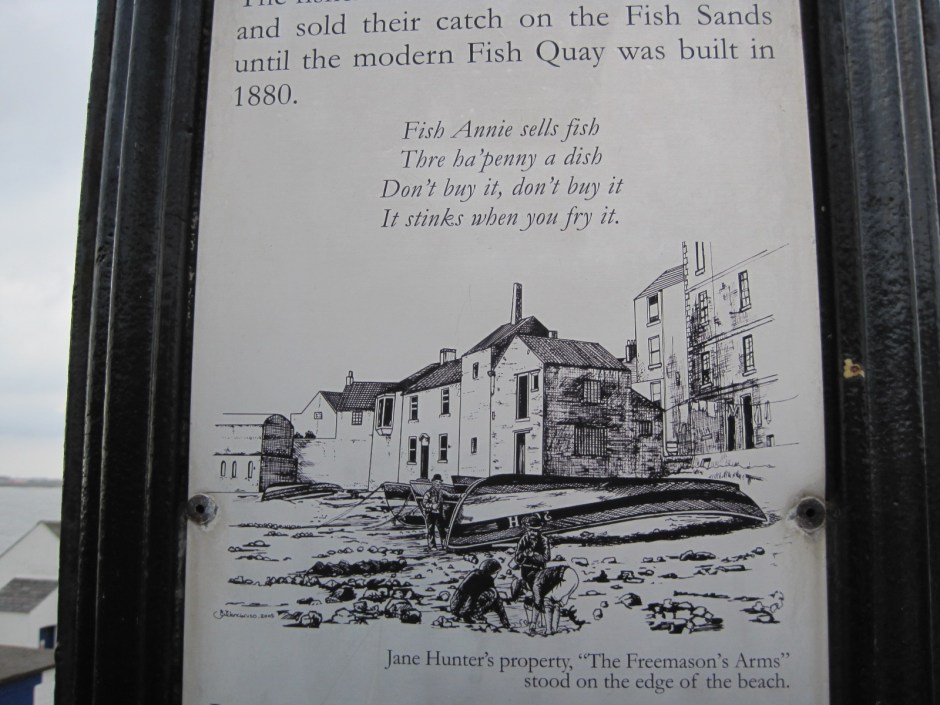 and sold their catch on the Fish Sands
until the modern Fish Quay was built in
1880.
Fish Annie sells fish
Thre ha'penny a dish
Don't buy it, don't buy it
It stinks when you fry it.
Jane Hunter's property, "The Freemason's Arms"
stood on the edge of the beach.